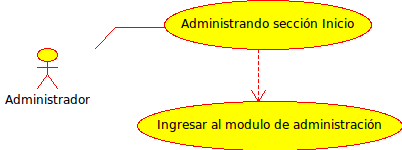 Administrando sección Inicio
Administrador
Ingresar al modulo de administración